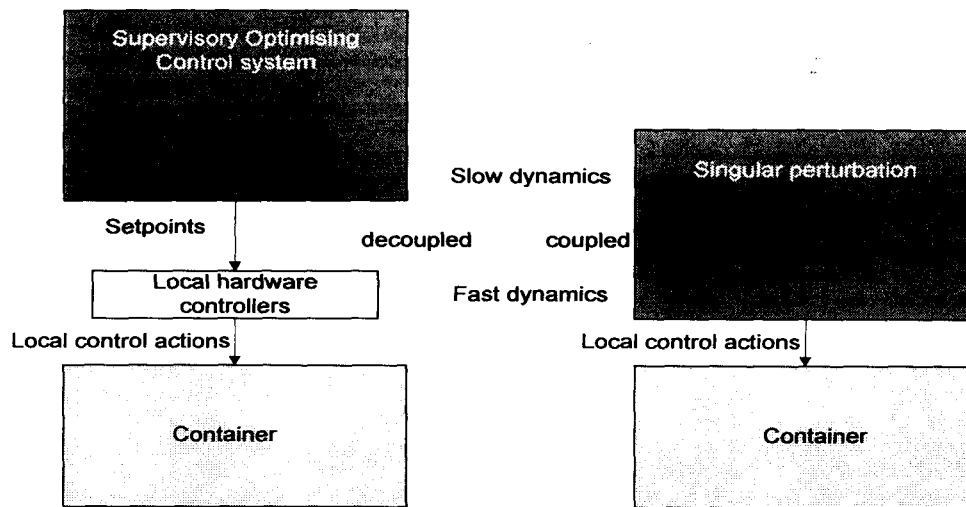 Supervisory Optimising
Control system
Setpoints
Local hardware
controllers
Local control actions
Container
decoupled
coupled
Slow dynamics
Fast dynamics
Singular perturbation
Local control actions
Container